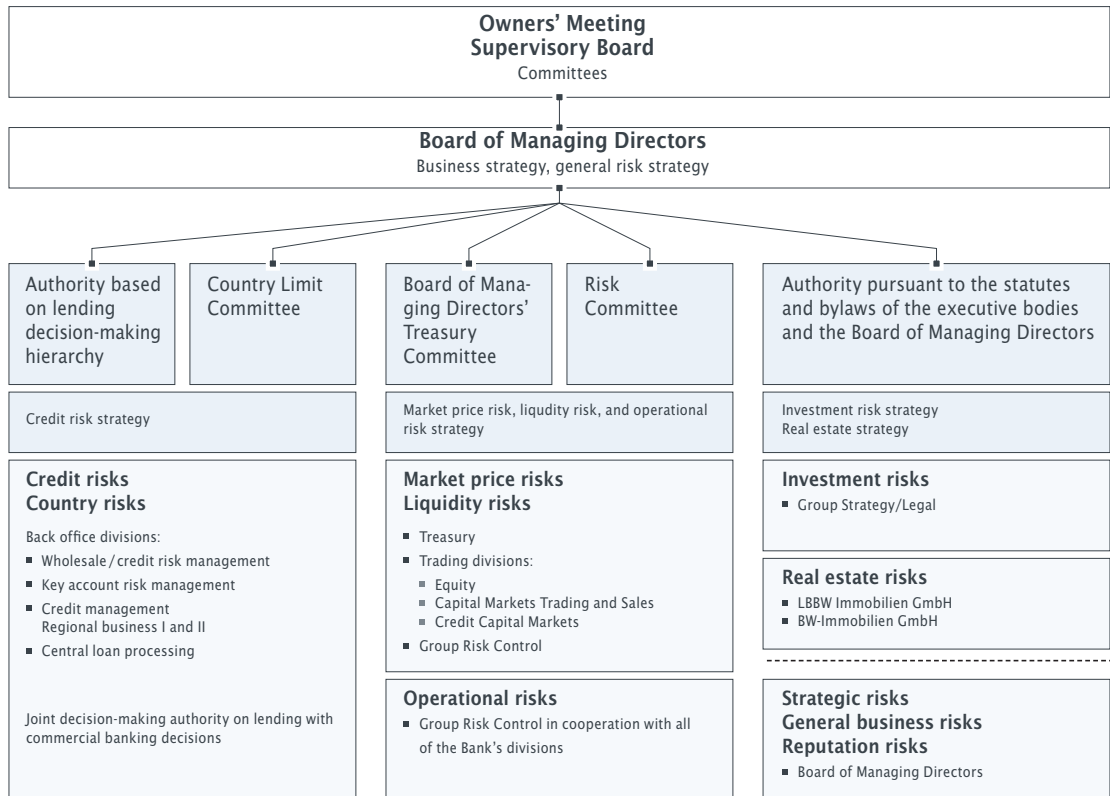 Owners’ Meeting
Supervisory Board
Committees
Board of Managing Directors
Business strategy, general risk strategy
Authority based
on lending
decision-making
hierarchy
Country Limit
Committee
Board of Mana-
ging Directors’
Treasury
Committee
Risk
Committee
Authority pursuant to the statutes
and bylaws of the executive bodies
and the Board of Managing Directors
Credit risk strategy
Market price risk, liqudity risk, and operational
risk strategy
Investment risk strategy
Real estate strategy
Credit risks
Country risks
Back office divisions:
■ Wholesale / credit risk management
■ Key account risk management
■ Credit management
Regional business I and II
■ Central loan processing
Joint decision-making authority on lending with
commercial banking decisions
Market price risks
Liquidity risks
■ Treasury
■ Trading divisions:
■ Equity
■ Capital Markets Trading and Sales
■ Credit Capital Markets
■ Group Risk Control
Operational risks
■ Group Risk Control in cooperation with all
of the Bank’s divisions
Investment risks
■ Group Strategy/Legal
Real estate risks
■ LBBW Immobilien GmbH
■ BW-Immobilien GmbH
Strategic risks
General business risks
Reputation risks
■ Board of Managing Directors